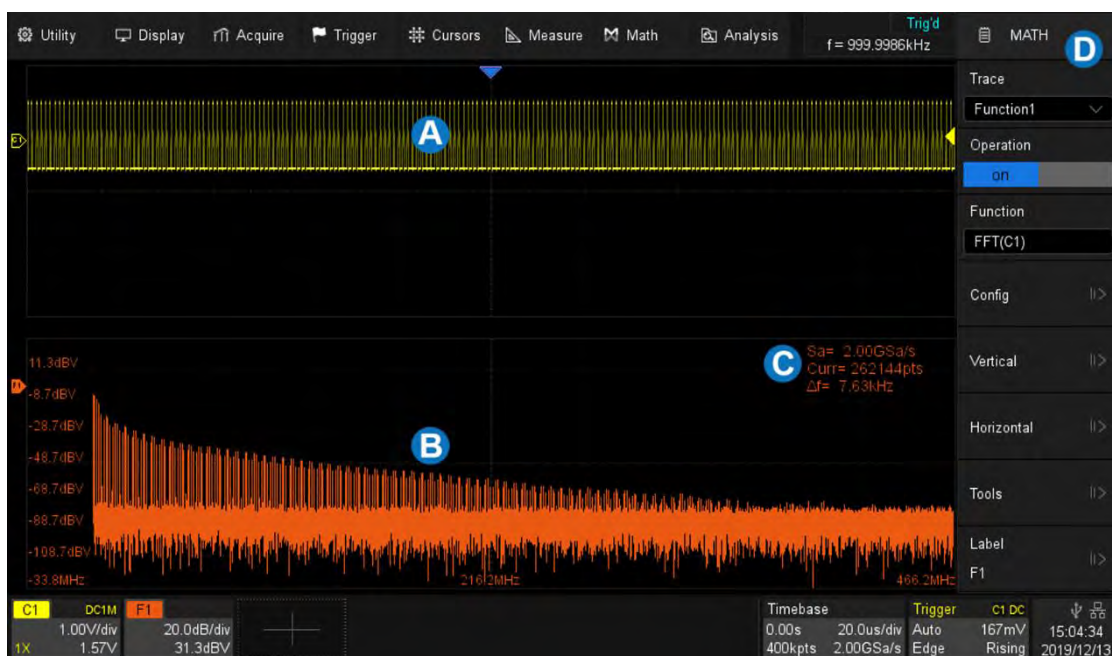 Utility Display Acquire Trigger Cursors Measure Math Analysis
Trig'd
f = 999.9986kHz
MATH
D
Trace
Function1
Operation
on
Function
FFT(C1)
Config
Vertical
Horizontal
Tools
Label
F1
C1
A
F1
11.3dBV
-8.7dBV
-28.7dBV
-48.7dBV
-68.7dBV
-88.7dBV
-108.7dBV
B
C
Sa= 2.00GSa/s
Curr= 262144pts
Δf= 7.63kHz
-33.8MHz 216.2MHz 466.2MHz
C1 DC1M
1.00V/div
1X 1.57V
F1
20.0dB/div
31.3dBV
Timebase
0.00s 20.0us/div
400kpts 2.00GSa/s
Trigger C1 DC
Auto 167mV
Edge Rising
15:04:34
2019/12/13